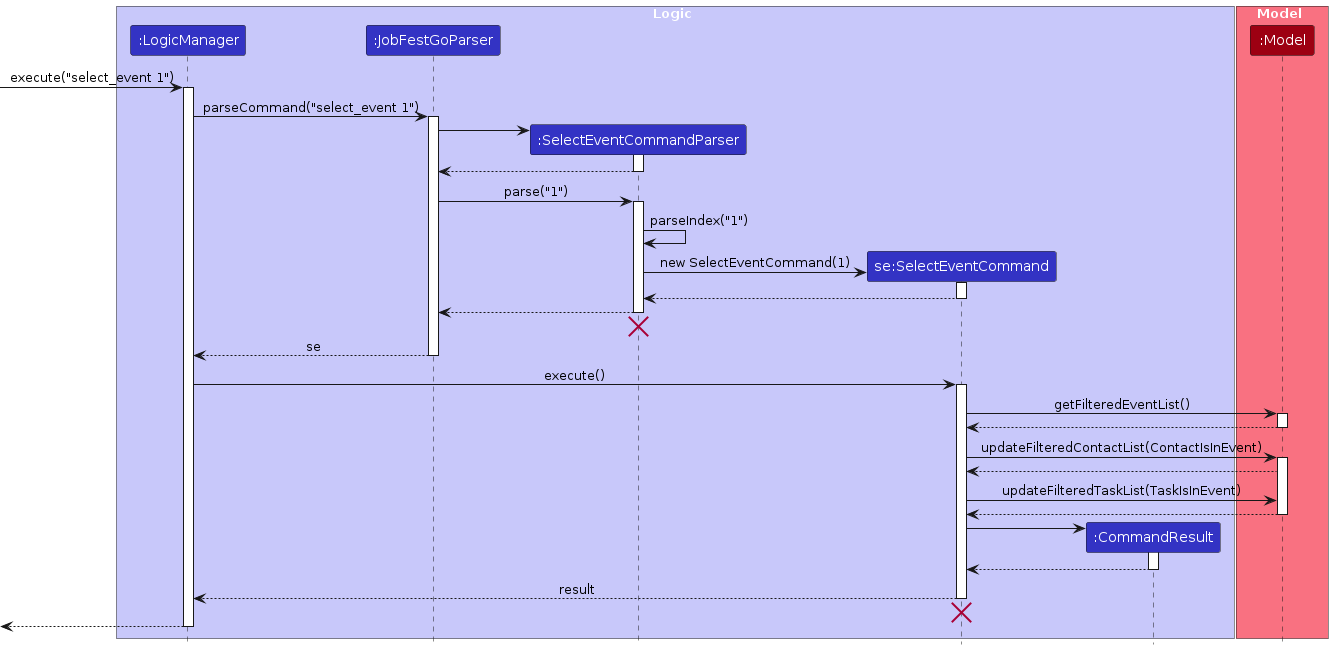 Logic
Model
:LogicManager
:JobFestGoParser
:Model
execute("select_event 1")
parseCommand("select_event 1")
:SelectEventCommandParser
parse("1")
parseIndex("1")
new SelectEventCommand(1)
se:SelectEventCommand
se
execute()
getFilteredEventList()
updateFilteredContactList(ContactIsInEvent)
updateFilteredTaskList(TaskIsInEvent)
:CommandResult
result